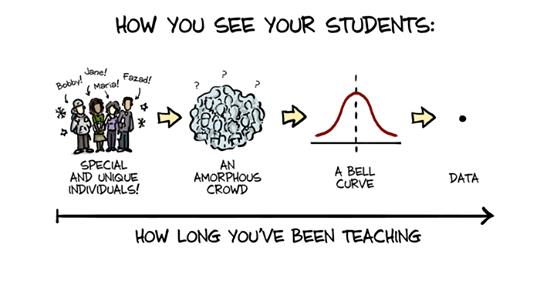 HOW YOU SEE YOUR STUDENTS:
Bobby! Jane! Maria! Fazad!
? ? ?
SPECIAL
AND UNIQUE
INDIVIDUALS!
AN
AMORPHOUS
CROWD
A BELL
CURVE
DATA
HOW LONG YOU'VE BEEN TEACHING